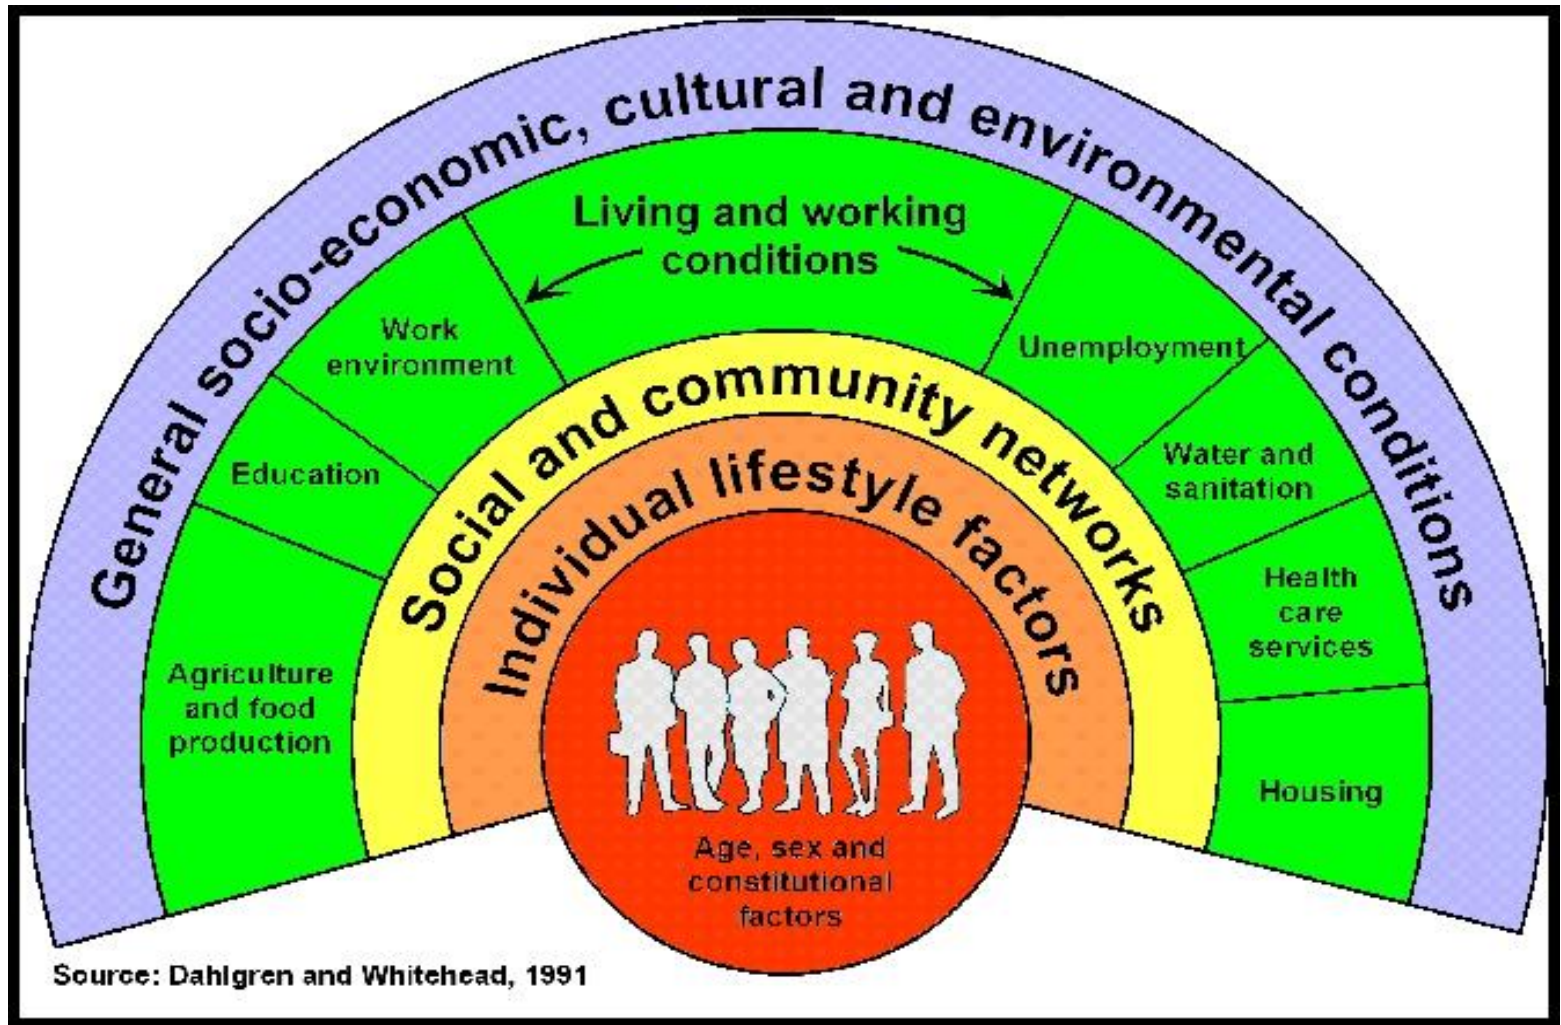 General socio-economic, cultural and environmental conditions
Living and working
conditions
Work
environment
Unemployment
Education
Water and
sanitation
Agriculture
and food
production
Health
care
services
Housing
Social and community networks
Individual lifestyle factors
Age, sex and
constitutional
factors
Source: Dahlgren and Whitehead, 1991